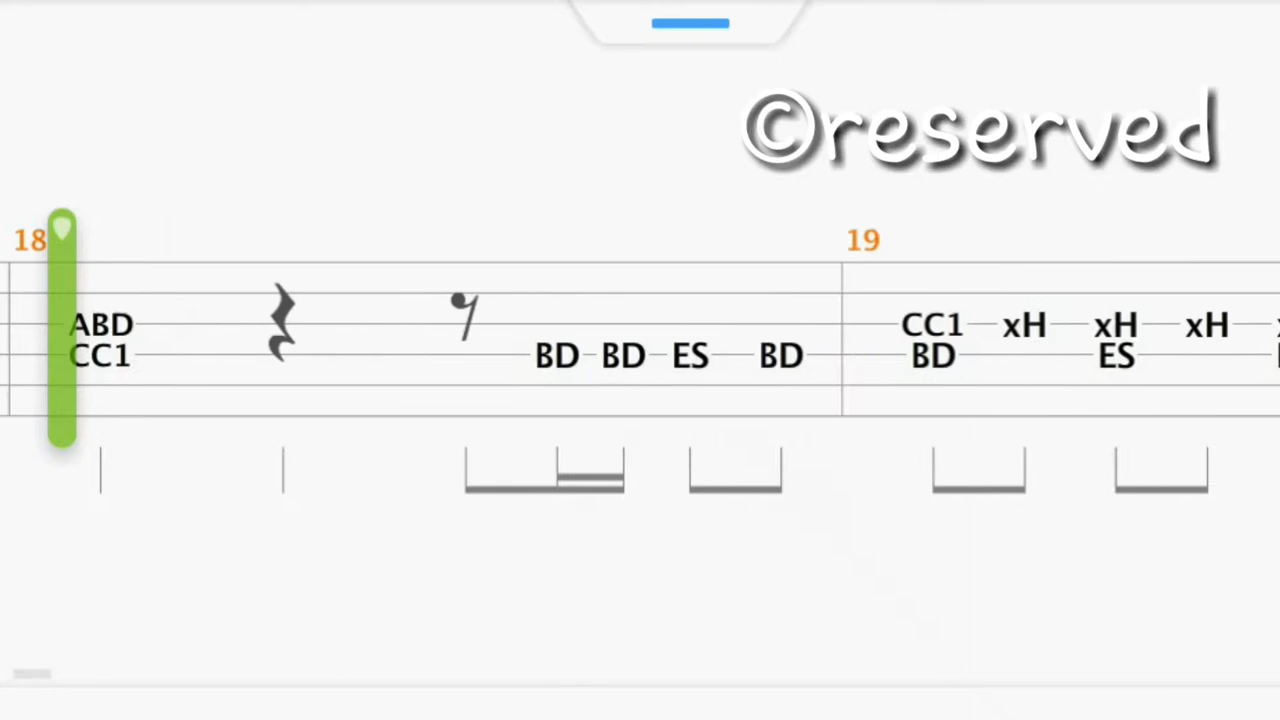 ©reserved
18 19
ABD CC1 xH xH xH
CC1 BD BD ES BD BD ES